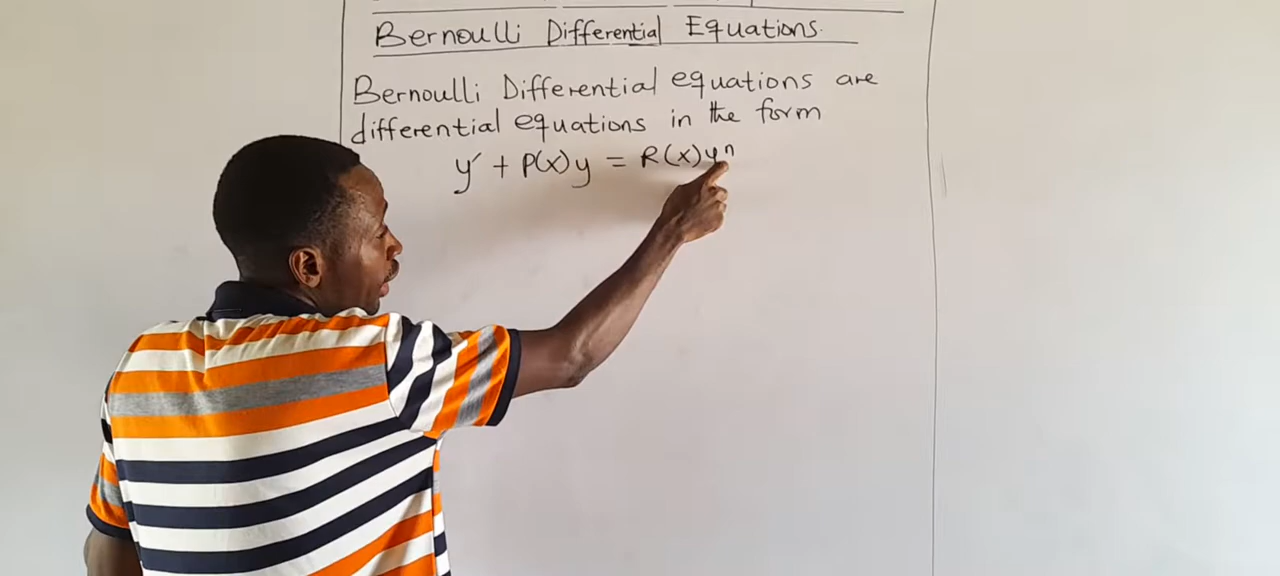 Bernoulli Differential Equations.
Bernoulli Differential equations are
differential equations in the form
y′ + P(x)y = R(x)yⁿ